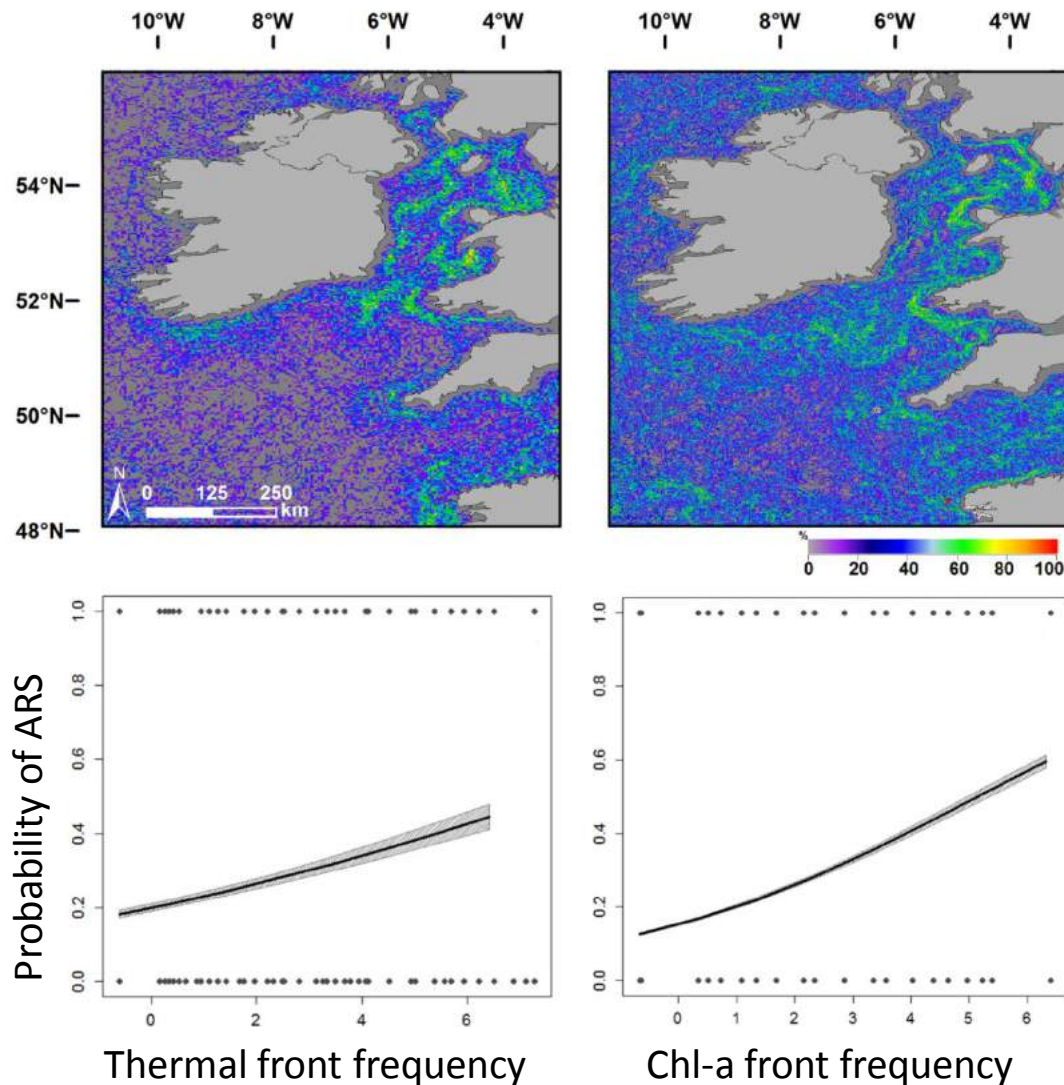 10°W 8°W 6°W 4°W 10°W 8°W 6°W 4°W
54°N
52°N
50°N
48°N
N
0 125 250
km
%
0 20 40 60 80 100
Probability of ARS
1.0
0.8
0.6
0.4
0.2
0.0
0 2 4 6
Thermal front frequency
1.0
0.8
0.6
0.4
0.2
0.0
0 1 2 3 4 5 6
Chl-a front frequency